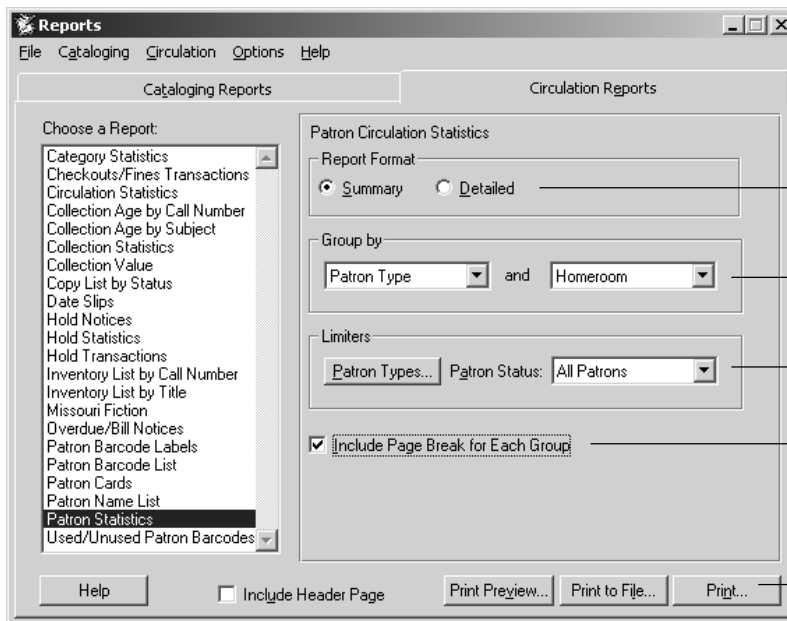 Reports
File Cataloging Circulation Options Help
Cataloging Reports
Circulation Reports
Choose a Report:
Category Statistics
Checkouts/Fines Transactions
Circulation Statistics
Collection Age by Call Number
Collection Age by Subject
Collection Statistics
Collection Value
Copy List by Status
Date Slips
Hold Notices
Hold Statistics
Hold Transactions
Inventory List by Call Number
Inventory List by Title
Missouri Fiction
Overdue/Bill Notices
Patron Barcode Labels
Patron Barcode List
Patron Cards
Patron Name List
Patron Statistics
Used/Unused Patron Barcodes
Patron Circulation Statistics
Report Format
Summary Detailed
Group by
Patron Type and Homeroom
Limiters
Patron Types... Patron Status: All Patrons
Include Page Break for Each Group
Help Include Header Page Print Preview... Print to File... Print...